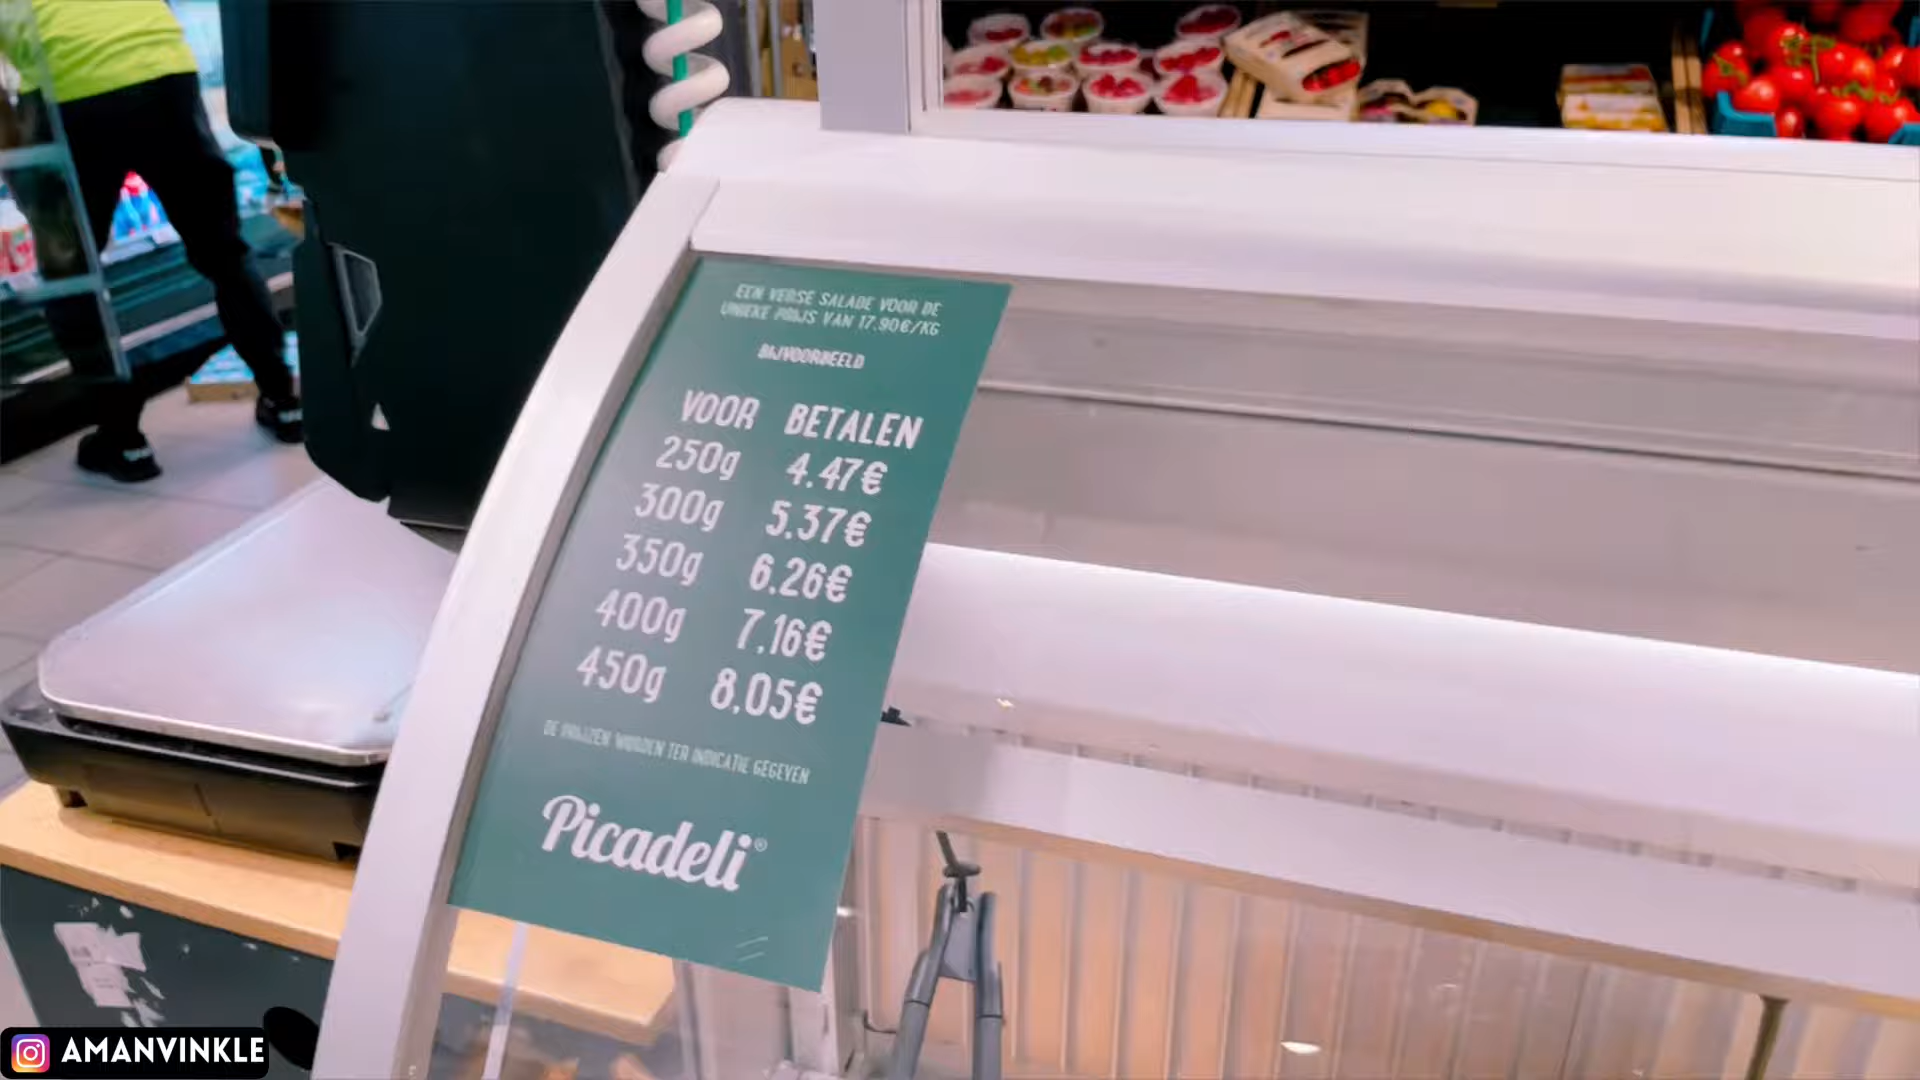 EEN VERSE SALADE VOOR DE
UNIEKE PRIJS VAN 17.90€/KG
BIJVOORBEELD
VOOR BETALEN
250g 4.47€
300g 5.37€
350g 6.26€
400g 7.16€
450g 8,05€
DE PRIJZEN WORDEN TER INDICATIE GEGEVEN
Picadeli®
AMANVINKLE